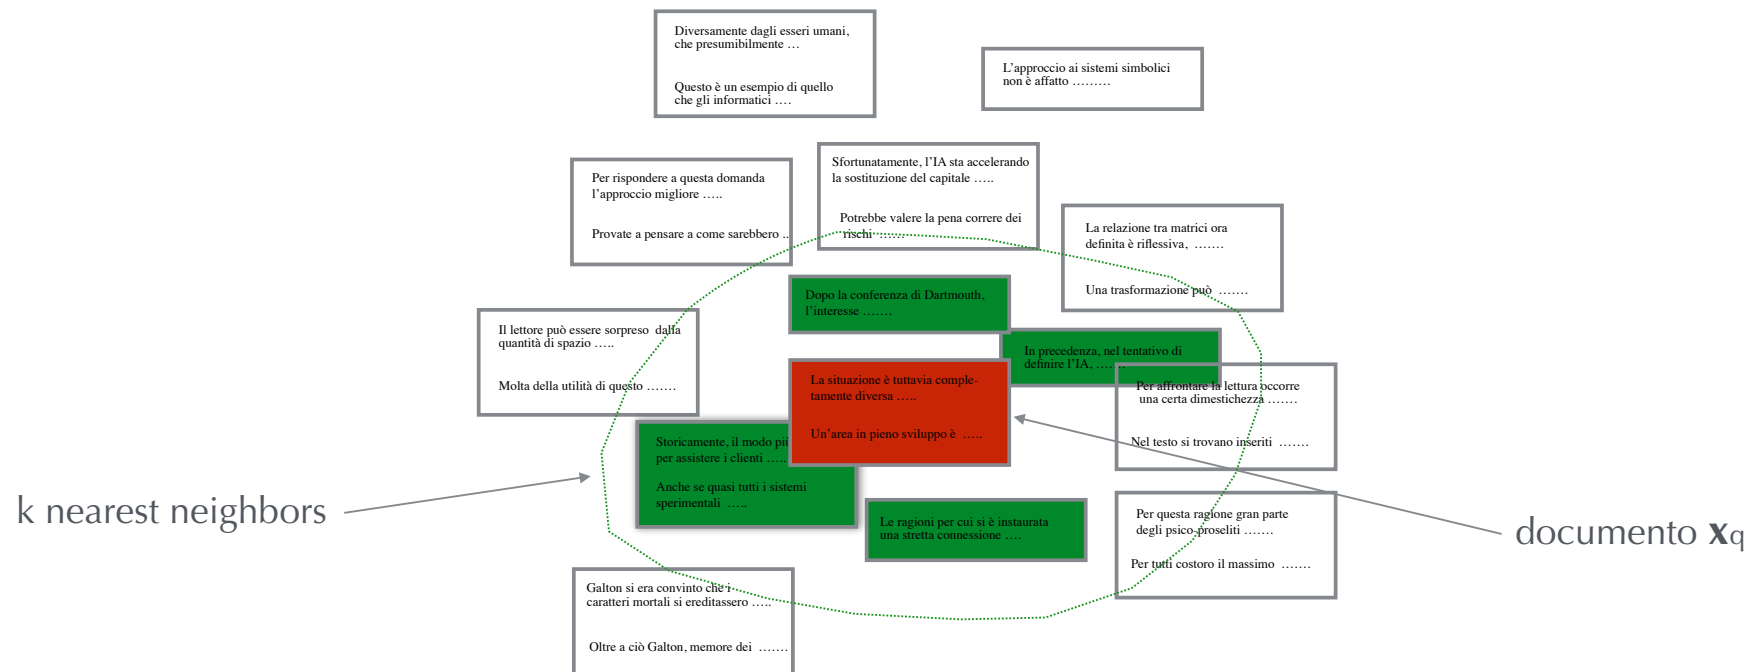 Diversamente dagli esseri umani,
che presumibilmente …
Questo è un esempio di quello
che gli informatici ….
L’approccio ai sistemi simbolici
non è affatto ………
Per rispondere a questa domanda
l’approccio migliore …..
Provate a pensare a come sarebbero ..
Sfortunatamente, l’IA sta accelerando
la sostituzione del capitale …..
Potrebbe valere la pena correre dei
rischi ……
La relazione tra matrici ora
definita è riflessiva, …….
Una trasformazione può …….
Il lettore può essere sorpreso dalla
quantità di spazio …..
Molta della utilità di questo …….
Dopo la conferenza di Dartmouth,
l’interesse …….
In precedenza, nel tentativo di
definire l’IA, …….
La situazione è tuttavia comple-
tamente diversa …..
Un’area in pieno sviluppo è …..
Per affrontare la lettura occorre
una certa dimestichezza …….
Nel testo si trovano inseriti …….
Storicamente, il modo più
per assistere i clienti …..
Anche se quasi tutti i sistemi
sperimentali …..
Le ragioni per cui si è instaurata
una stretta connessione ….
Per questa ragione gran parte
degli psico-proseliti …….
Per tutti costoro il massimo …….
Galton si era convinto che i
caratteri mortali si ereditassero …..
Oltre a ciò Galton, memore dei …….
k nearest neighbors
documento xq